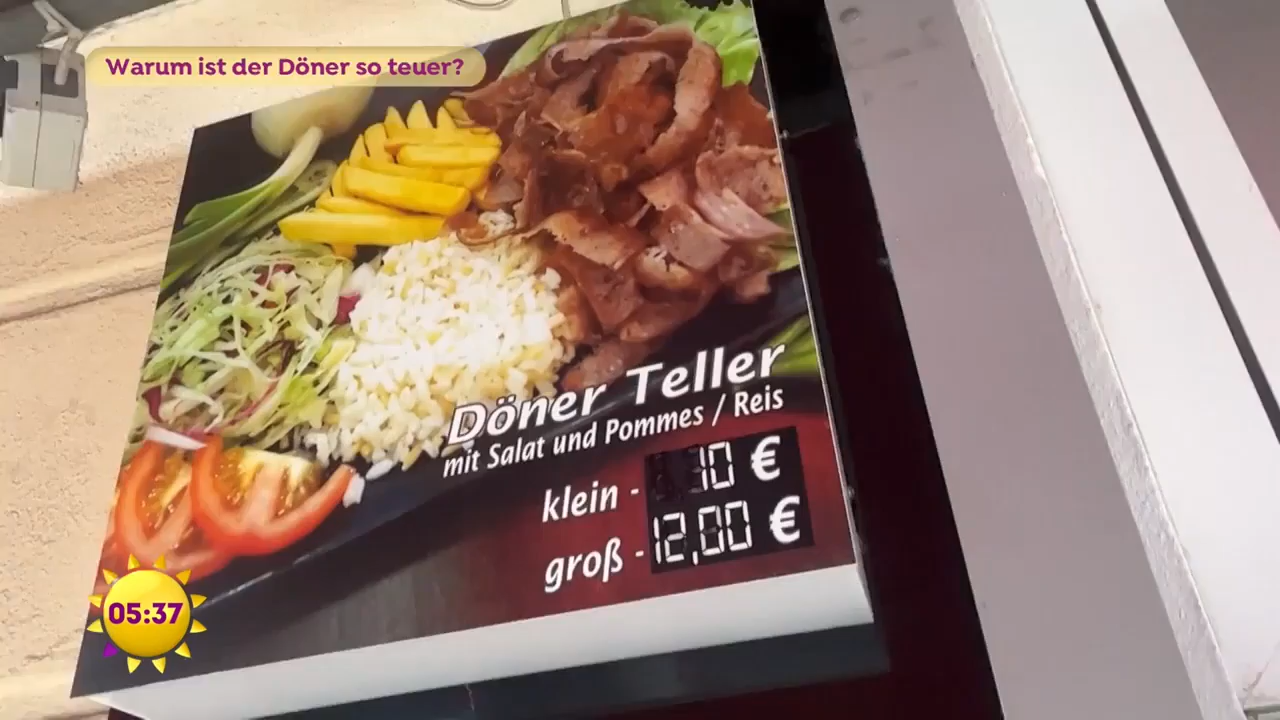 Warum ist der Döner so teuer?
Döner Teller
mit Salat und Pommes / Reis
klein - 10 €
groß - 12,00 €
05:37